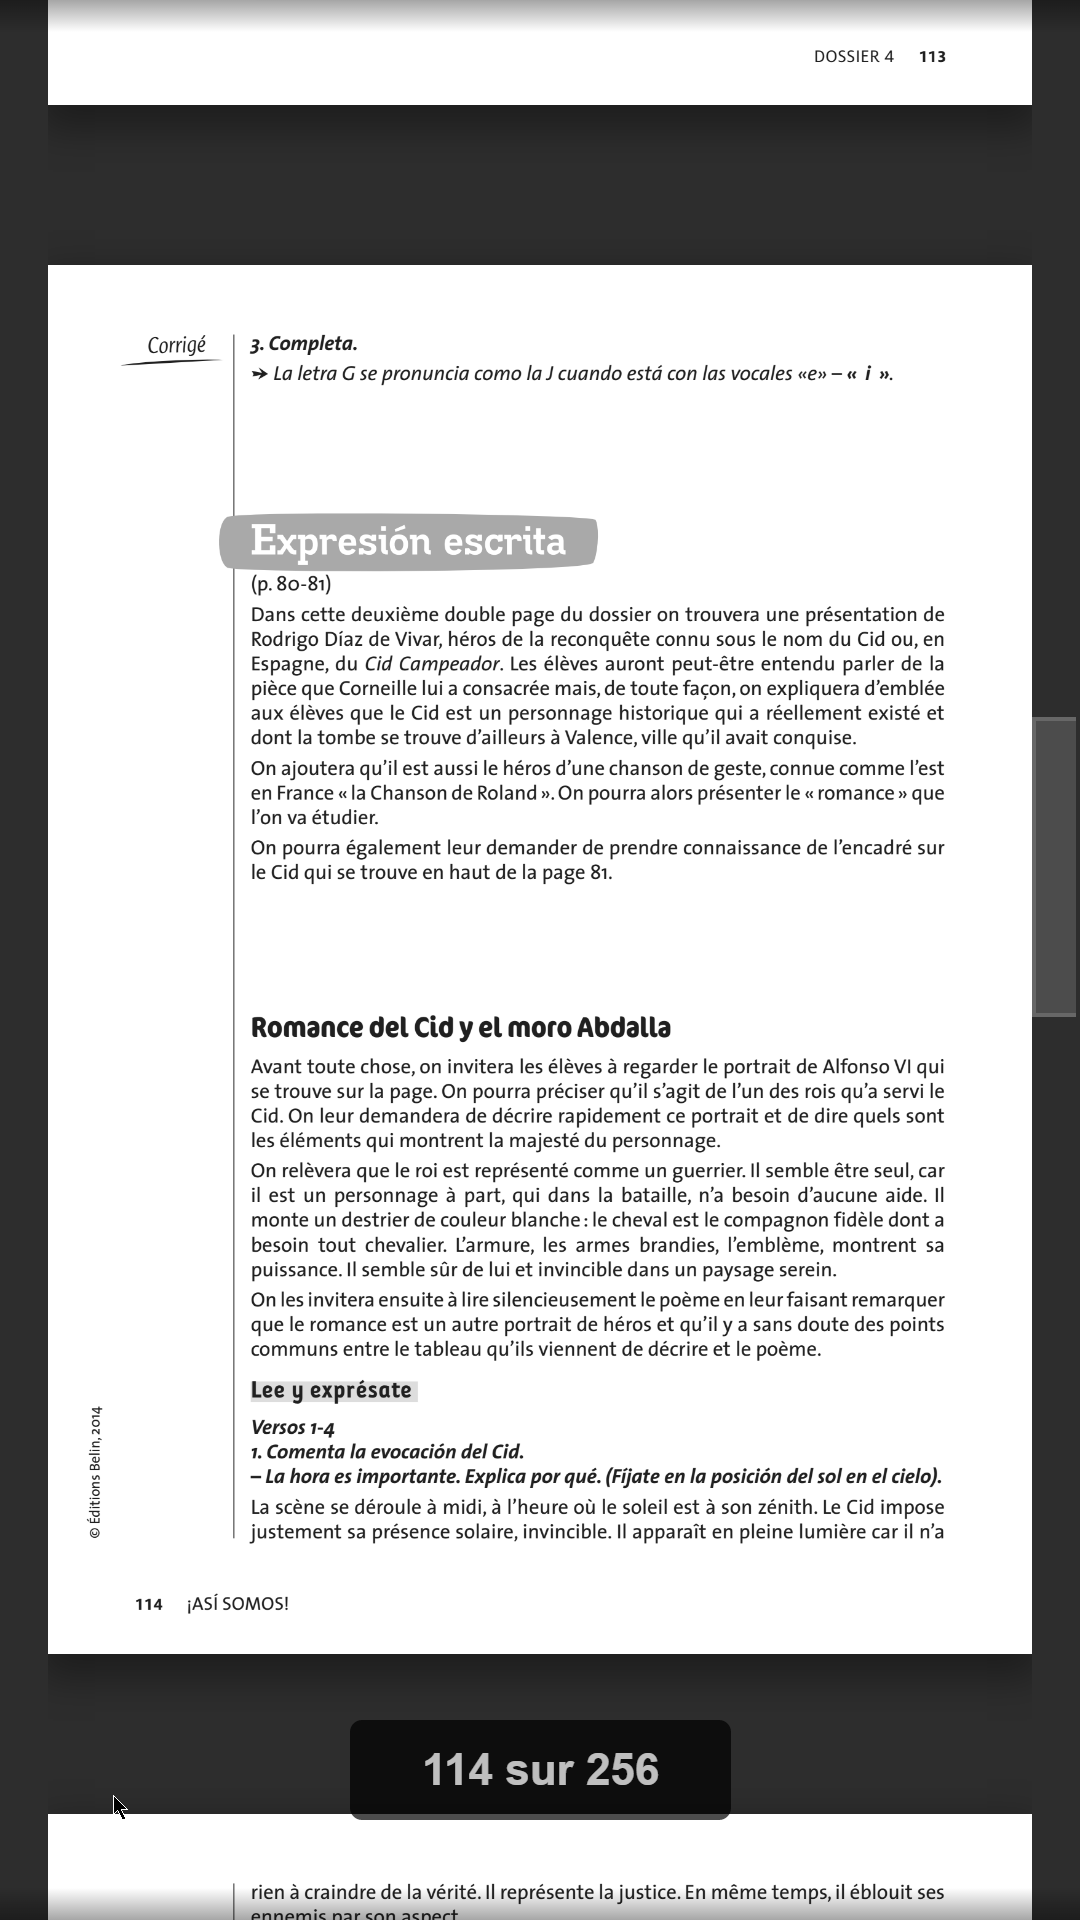 DOSSIER 4 113
Corrigé
3. Completa.
➳ La letra G se pronuncia como la J cuando está con las vocales «e» – « i ».
Expresión escrita
(p. 80-81)
Dans cette deuxième double page du dossier on trouvera une présentation de
Rodrigo Díaz de Vivar, héros de la reconquête connu sous le nom du Cid ou, en
Espagne, du Cid Campeador. Les élèves auront peut-être entendu parler de la
pièce que Corneille lui a consacrée mais, de toute façon, on expliquera d’emblée
aux élèves que le Cid est un personnage historique qui a réellement existé et
dont la tombe se trouve d’ailleurs à Valence, ville qu’il avait conquise.
On ajoutera qu’il est aussi le héros d’une chanson de geste, connue comme l’est
en France « la Chanson de Roland ». On pourra alors présenter le « romance » que
l’on va étudier.
On pourra également leur demander de prendre connaissance de l’encadré sur
le Cid qui se trouve en haut de la page 81.
Romance del Cid y el moro Abdalla
Avant toute chose, on invitera les élèves à regarder le portrait de Alfonso VI qui
se trouve sur la page. On pourra préciser qu’il s’agit de l’un des rois qu’a servi le
Cid. On leur demandera de décrire rapidement ce portrait et de dire quels sont
les éléments qui montrent la majesté du personnage.
On relèvera que le roi est représenté comme un guerrier. Il semble être seul, car
il est un personnage à part, qui dans la bataille, n’a besoin d’aucune aide. Il
monte un destrier de couleur blanche : le cheval est le compagnon fidèle dont a
besoin tout chevalier. L’armure, les armes brandies, l’emblème, montrent sa
puissance. Il semble sûr de lui et invincible dans un paysage serein.
On les invitera ensuite à lire silencieusement le poème en leur faisant remarquer
que le romance est un autre portrait de héros et qu’il y a sans doute des points
communs entre le tableau qu’ils viennent de décrire et le poème.
Lee y exprésate
Versos 1-4
1. Comenta la evocación del Cid.
– La hora es importante. Explica por qué. (Fíjate en la posición del sol en el cielo).
La scène se déroule à midi, à l’heure où le soleil est à son zénith. Le Cid impose
justement sa présence solaire, invincible. Il apparaît en pleine lumière car il n’a
© Éditions Belin, 2014
114 ¡ASÍ SOMOS!
114 sur 256
rien à craindre de la vérité. Il représente la justice. En même temps, il éblouit ses
ennemis par son aspect.